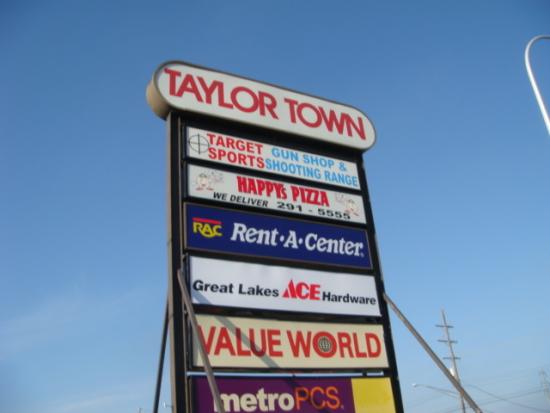 TAYLOR TOWN
TARGET SPORTS
GUN SHOP &
SHOOTING RANGE
HAPPY'S PIZZA
WE DELIVER 291-5555
RAC Rent-A-Center
Great Lakes ACE Hardware
VALUE WORLD
metroPCS.